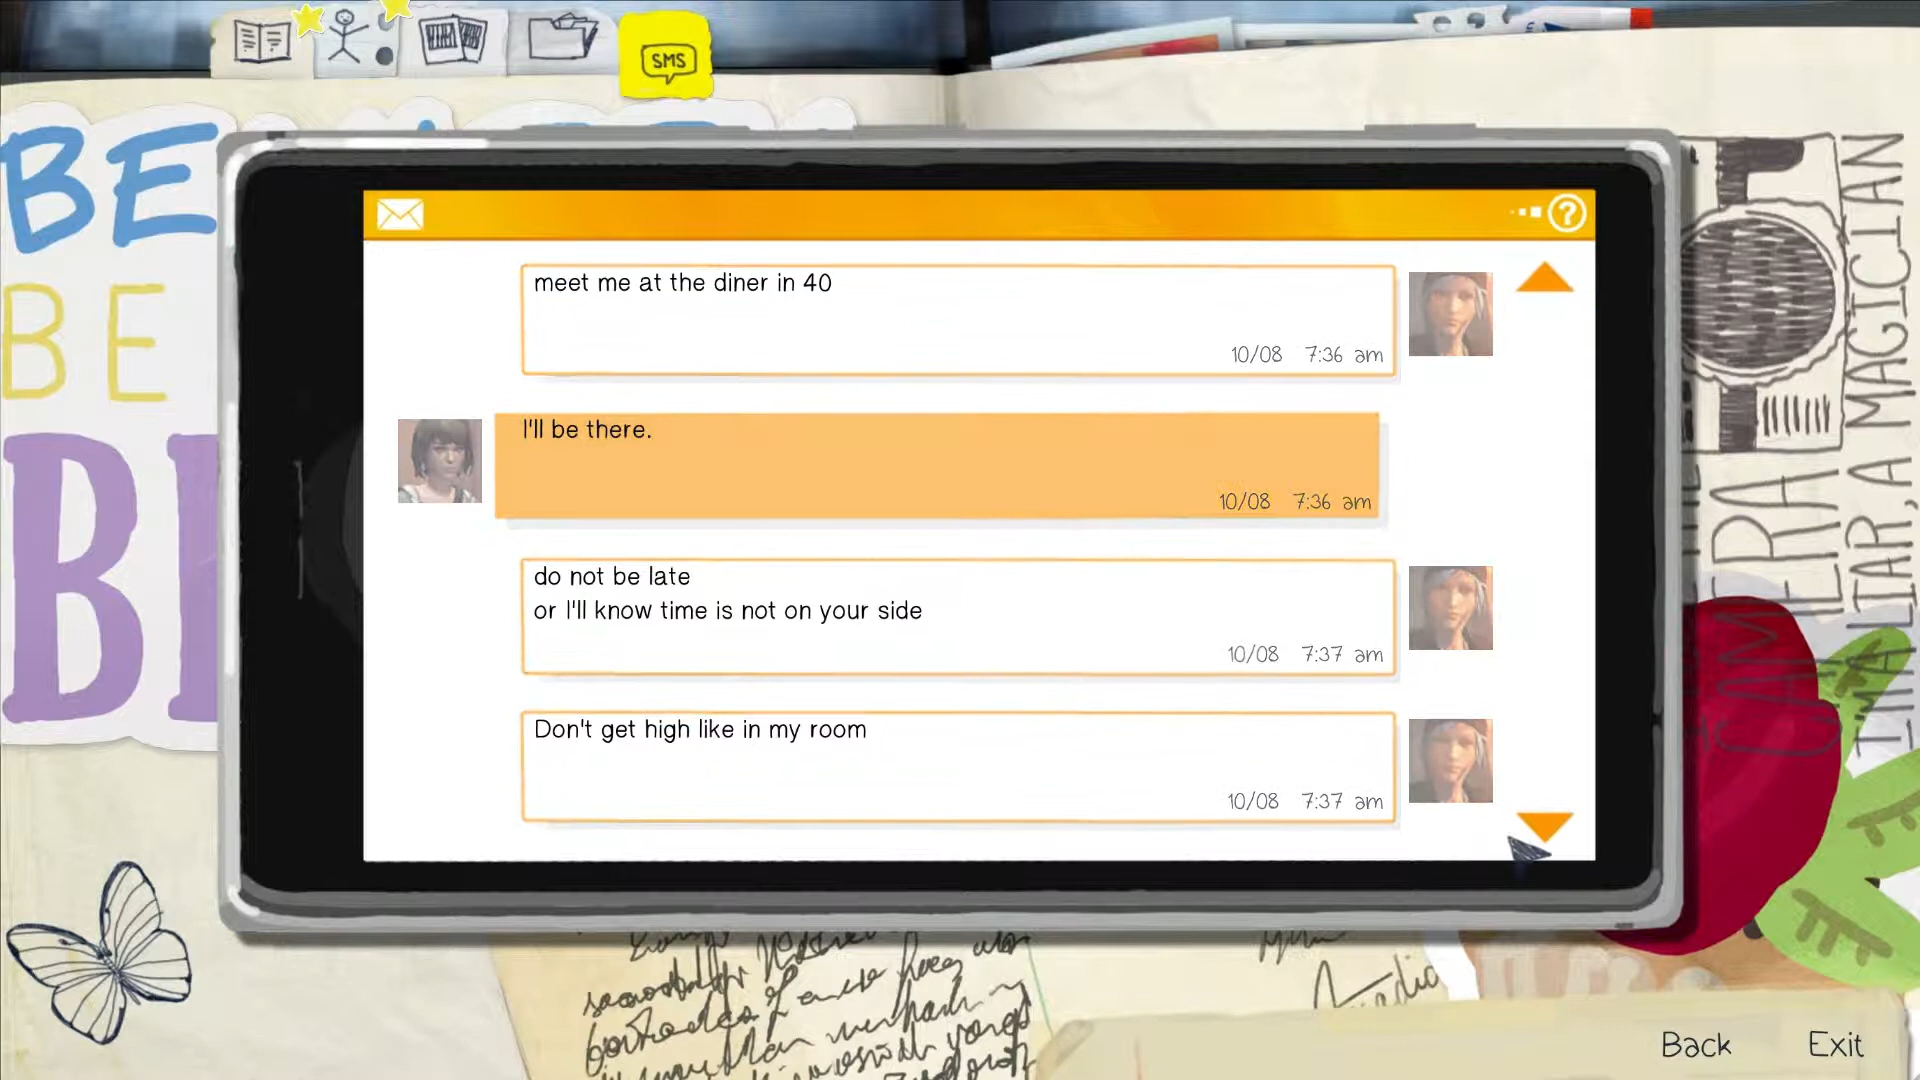 SMS
BE
BE
meet me at the diner in 40
10/08 7:36 am
I'll be there.
10/08 7:36 am
do not be late
or I'll know time is not on your side
10/08 7:37 am
Don't get high like in my room
10/08 7:37 am
CAMERA
LIAR, A MAGICIAN
Back
Exit